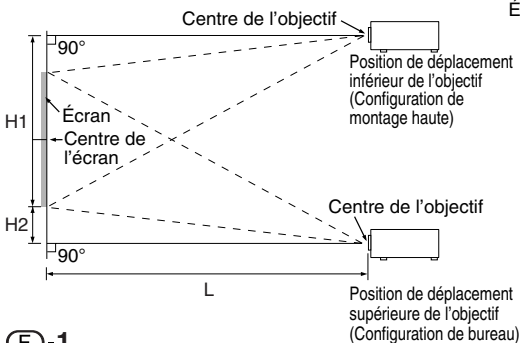 Centre de l'objectif
É
90°
Position de déplacement
inférieur de l'objectif
(Configuration de
montage haute)
H1
Écran
Centre de
l'écran
H2
Centre de l'objectif
90°
L
Position de déplacement
supérieure de l'objectif
(Configuration de bureau)
F-1